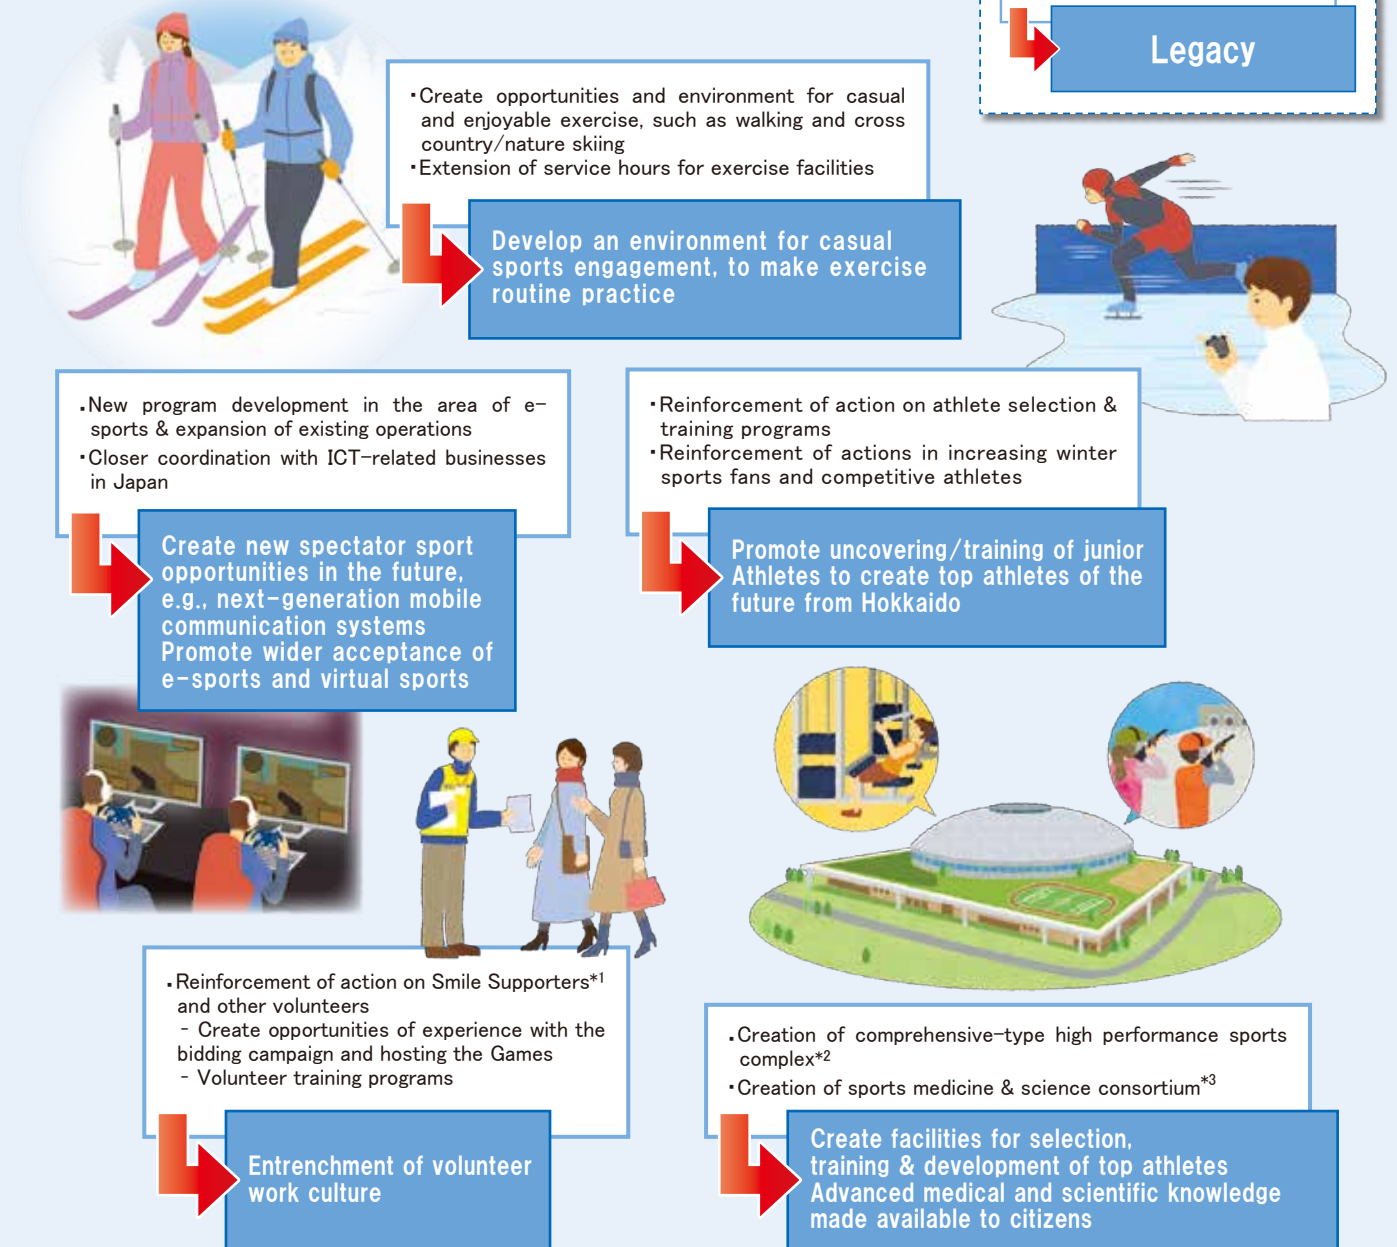 Legacy
・Create opportunities and environment for casual
and enjoyable exercise, such as walking and cross
country/nature skiing
・Extension of service hours for exercise facilities
Develop an environment for casual
sports engagement, to make exercise
routine practice
・New program development in the area of e-
sports & expansion of existing operations
・Closer coordination with ICT-related businesses
in Japan
Create new spectator sport
opportunities in the future,
e.g., next-generation mobile
communication systems
Promote wider acceptance of
e-sports and virtual sports
・Reinforcement of action on athlete selection &
training programs
・Reinforcement of actions in increasing winter
sports fans and competitive athletes
Promote uncovering/training of junior
Athletes to create top athletes of the
future from Hokkaido
・Reinforcement of action on Smile Supporters*1
and other volunteers
- Create opportunities of experience with the
bidding campaign and hosting the Games
- Volunteer training programs
Entrenchment of volunteer
work culture
・Creation of comprehensive-type high performance sports
complex*2
・Creation of sports medicine & science consortium*3
Create facilities for selection,
training & development of top athletes
Advanced medical and scientific knowledge
made available to citizens